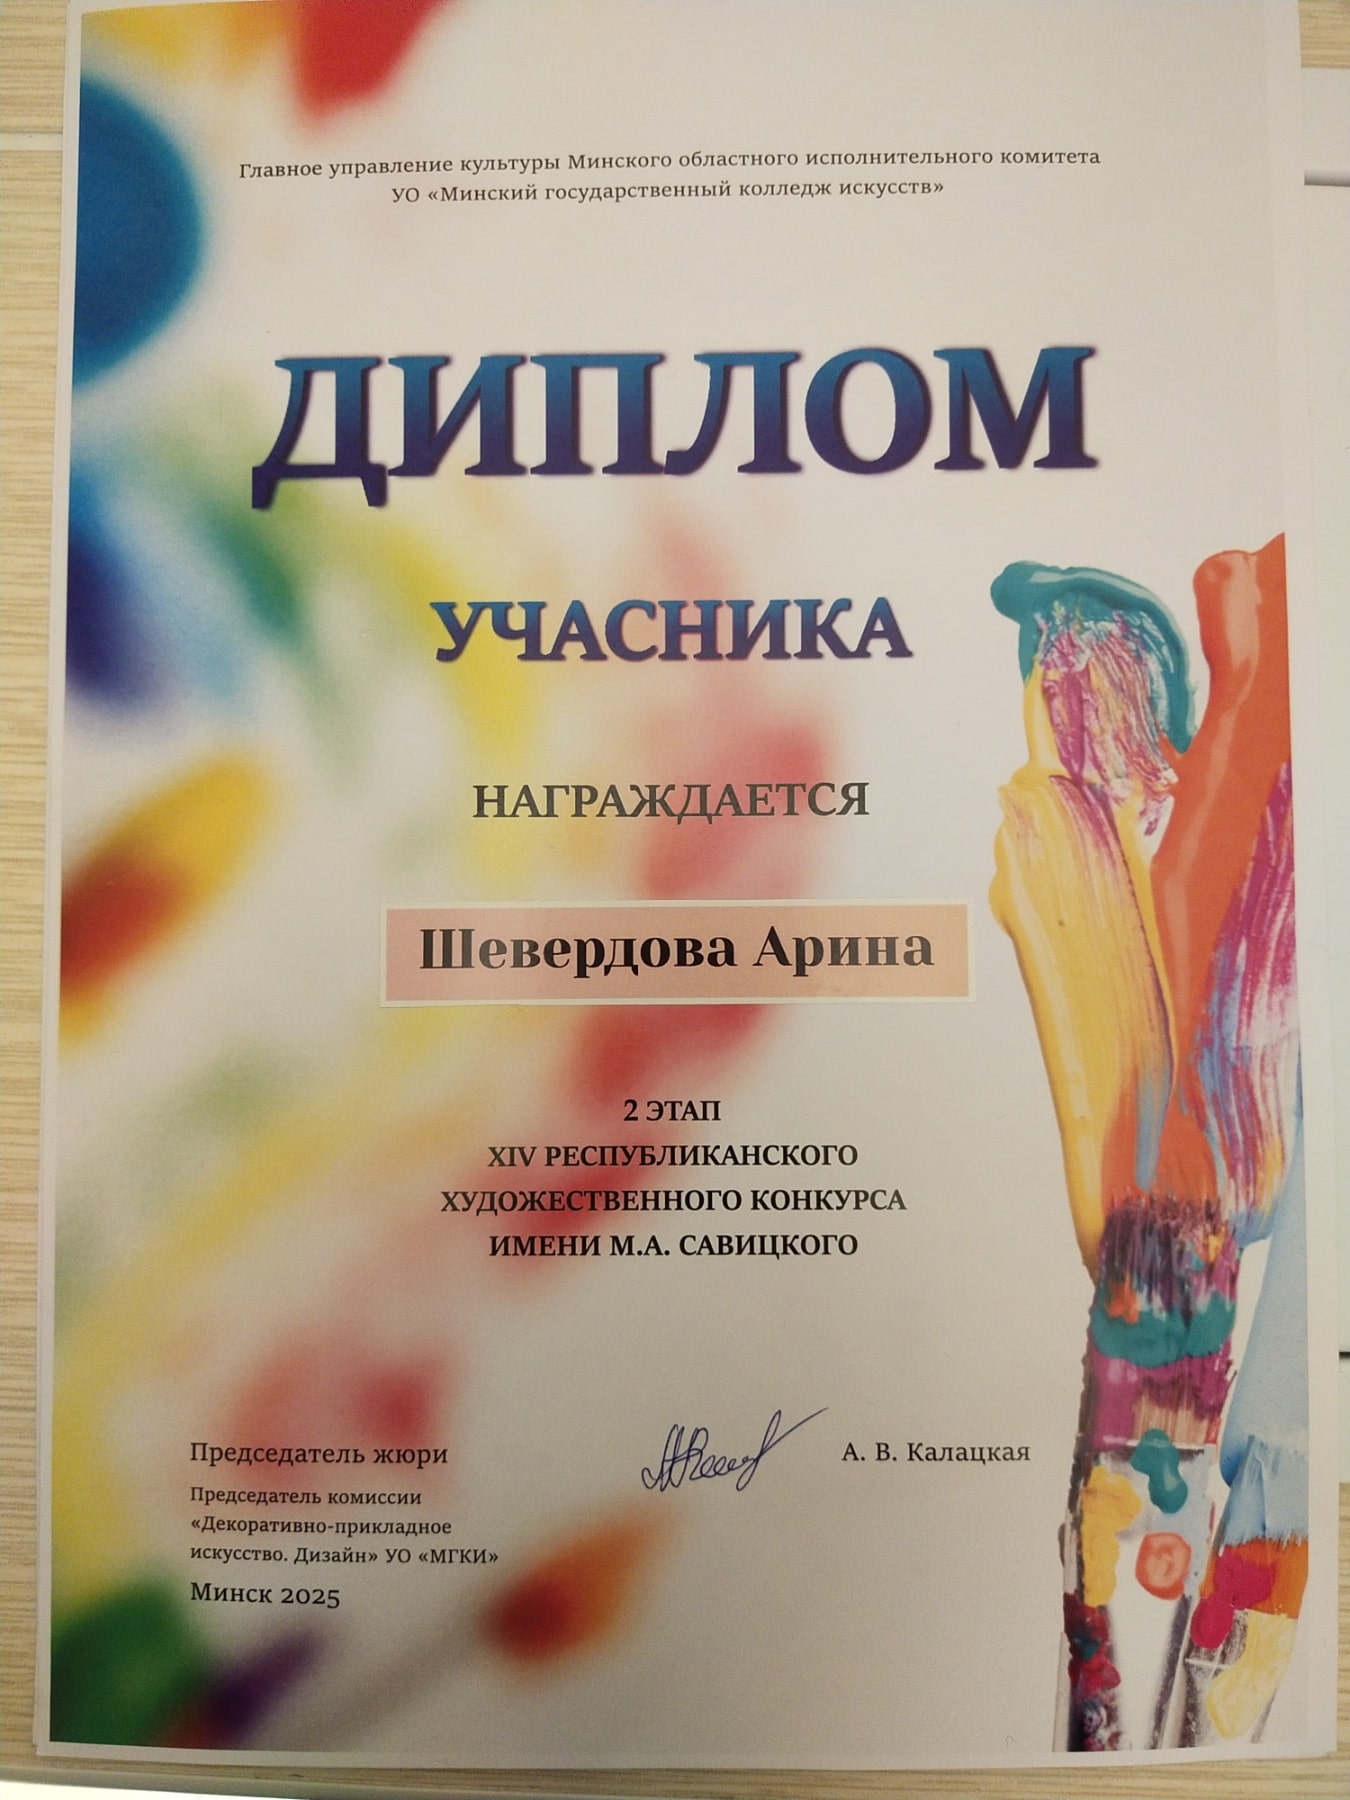 Главное управление культуры Минского областного исполнительного комитета
УО «Минский государственный колледж искусств»
ДИПЛОМ
УЧАСНИКА
НАГРАЖДАЕТСЯ
Шевердова Арина
2 ЭТАП
XIV РЕСПУБЛИКАНСКОГО
ХУДОЖЕСТВЕННОГО КОНКУРСА
ИМЕНИ М.А. САВИЦКОГО
Председатель жюри
А. В. Калацкая
Председатель комиссии
«Декоративно-прикладное
искусство. Дизайн» УО «МГКИ»
Минск 2025